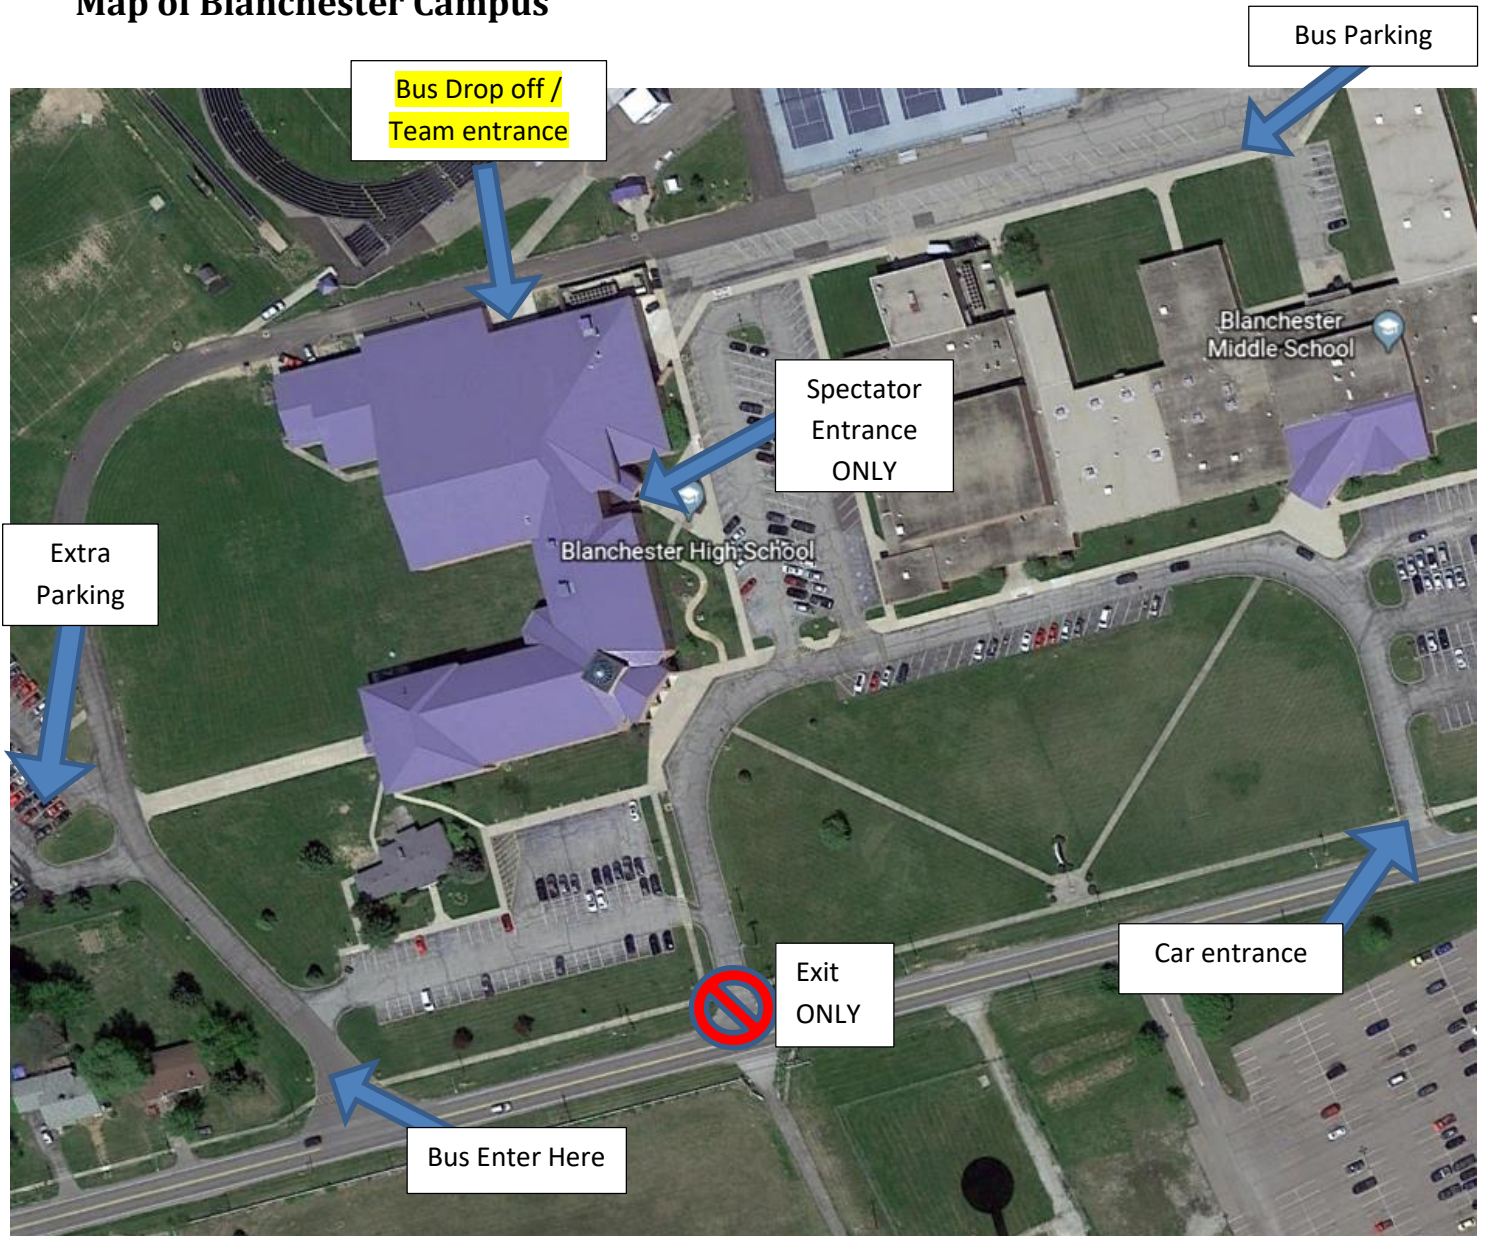 Map of Blanchester Campus
Bus Parking
Bus Drop off /
Team entrance
Blanchester
Middle School
Spectator
Entrance
ONLY
Blanchester High School
Extra
Parking
Car entrance
Exit
ONLY
Bus Enter Here